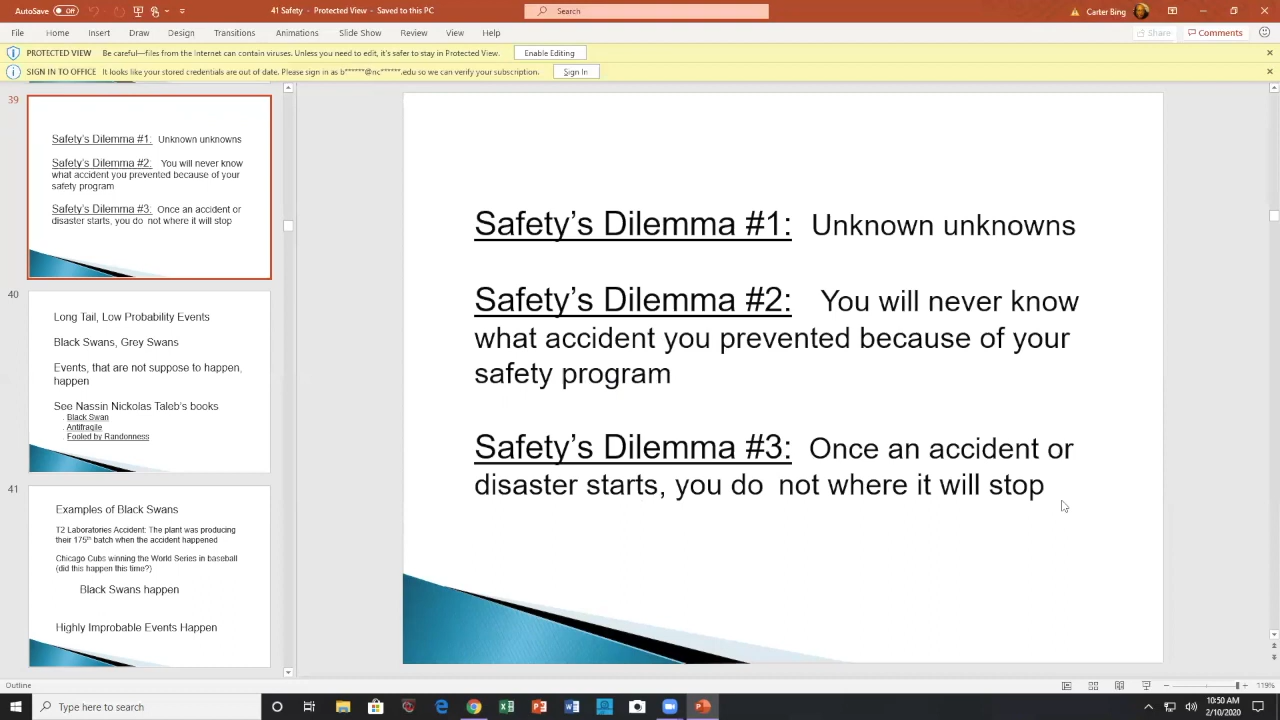 AutoSave Off
41 Safety - Protected View - Saved to this PC
Search
Carter Bing
File Home Insert Draw Design Transitions Animations Slide Show Review View Help
Share Comments
PROTECTED VIEW Be careful—files from the Internet can contain viruses. Unless you need to edit, it's safer to stay in Protected View. Enable Editing
SIGN IN TO OFFICE It looks like your stored credentials are out of date. Please sign in as b******@nc******.edu so we can verify your subscription. Sign In
39
Safety's Dilemma #1: Unknown unknowns
Safety's Dilemma #2: You will never know
what accident you prevented because of your
safety program
Safety's Dilemma #3: Once an accident or
disaster starts, you do not where it will stop
40
Long Tail, Low Probability Events
Black Swans, Grey Swans
Events, that are not suppose to happen,
happen
See Nassin Nickolas Taleb's books
Black Swan
Antifragile
Fooled by Randonness
41
Examples of Black Swans
T2 Laboratories Accident: The plant was producing
their 175th batch when the accident happened
Chicago Cubs winning the World Series in baseball
(did this happen this time?)
Black Swans happen
Highly Improbable Events Happen
Safety's Dilemma #1: Unknown unknowns
Safety's Dilemma #2: You will never know
what accident you prevented because of your
safety program
Safety's Dilemma #3: Once an accident or
disaster starts, you do not where it will stop
Outline
119%
Type here to search
10:50 AM
2/10/2020